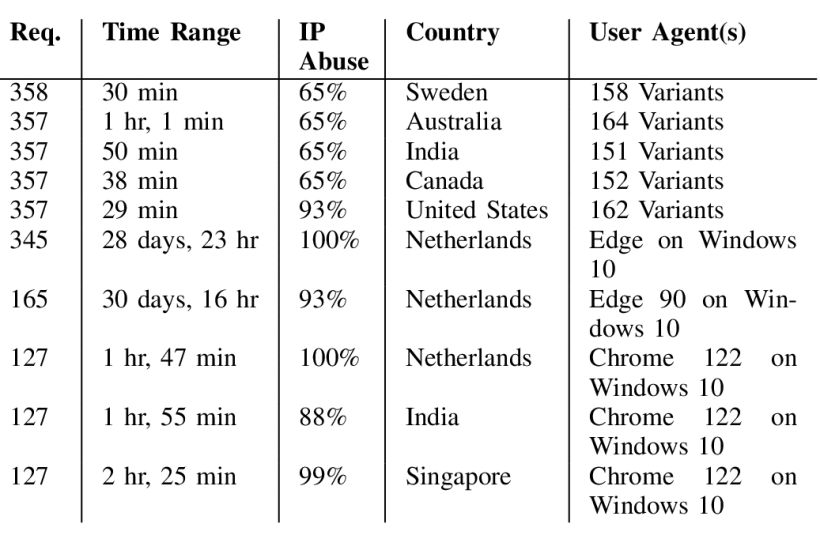 Req. Time Range IP Country User Agent(s)
Abuse
358 30 min 65% Sweden 158 Variants
357 1 hr, 1 min 65% Australia 164 Variants
357 50 min 65% India 151 Variants
357 38 min 65% Canada 152 Variants
357 29 min 93% United States 162 Variants
345 28 days, 23 hr 100% Netherlands Edge on Windows
10
165 30 days, 16 hr 93% Netherlands Edge 90 on Win-
dows 10
127 1 hr, 47 min 100% Netherlands Chrome 122 on
Windows 10
127 1 hr, 55 min 88% India Chrome 122 on
Windows 10
127 2 hr, 25 min 99% Singapore Chrome 122 on
Windows 10